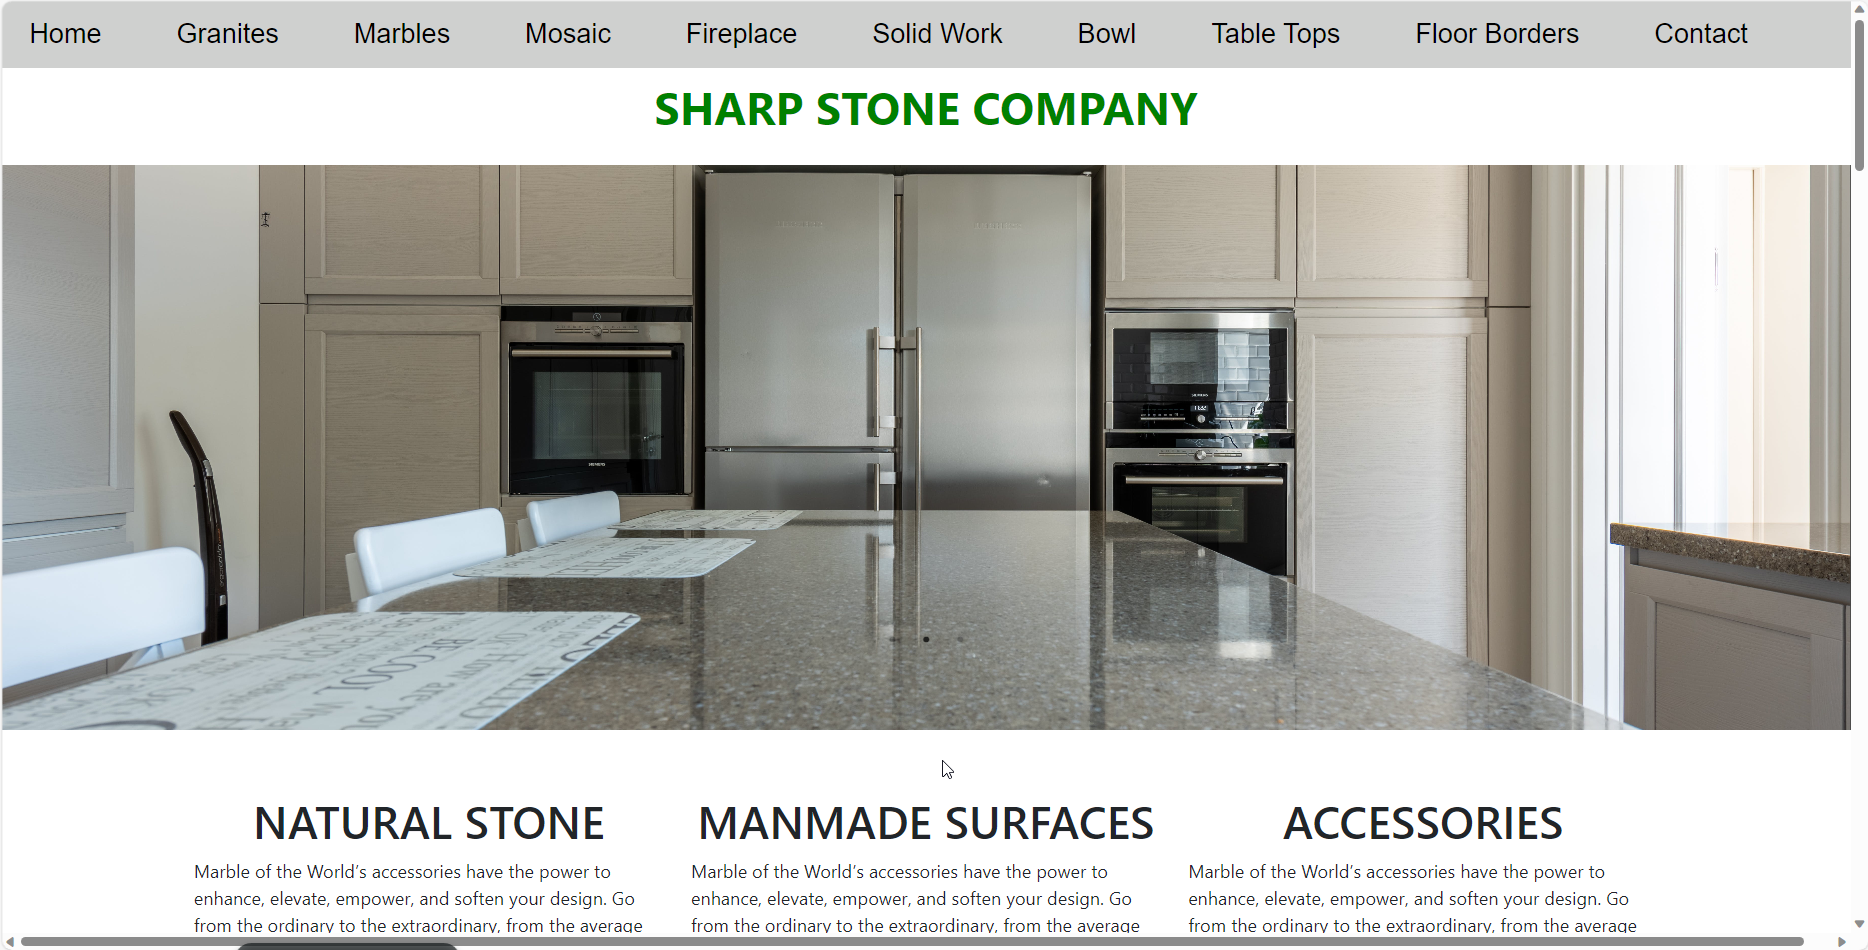 Home Granites Marbles Mosaic Fireplace Solid Work Bowl Table Tops Floor Borders Contact
SHARP STONE COMPANY
SIEMENS
SIEMENS
BE COOL
NATURAL STONE
Marble of the World’s accessories have the power to
enhance, elevate, empower, and soften your design. Go
from the ordinary to the extraordinary, from the average
MANMADE SURFACES
Marble of the World’s accessories have the power to
enhance, elevate, empower, and soften your design. Go
from the ordinary to the extraordinary, from the average
ACCESSORIES
Marble of the World’s accessories have the power to
enhance, elevate, empower, and soften your design. Go
from the ordinary to the extraordinary, from the average